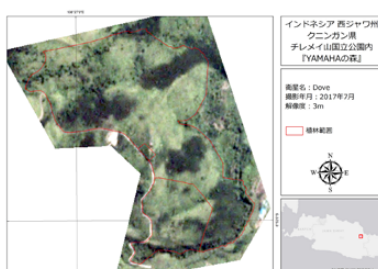 インドネシア 西ジャワ州
クニンガン県
チレメイ山国立公園内
『YAMAHAの森』
衛星名：Dove
撮影年月：2017年7月
解像度：3m
植林範囲
N
W
E
S